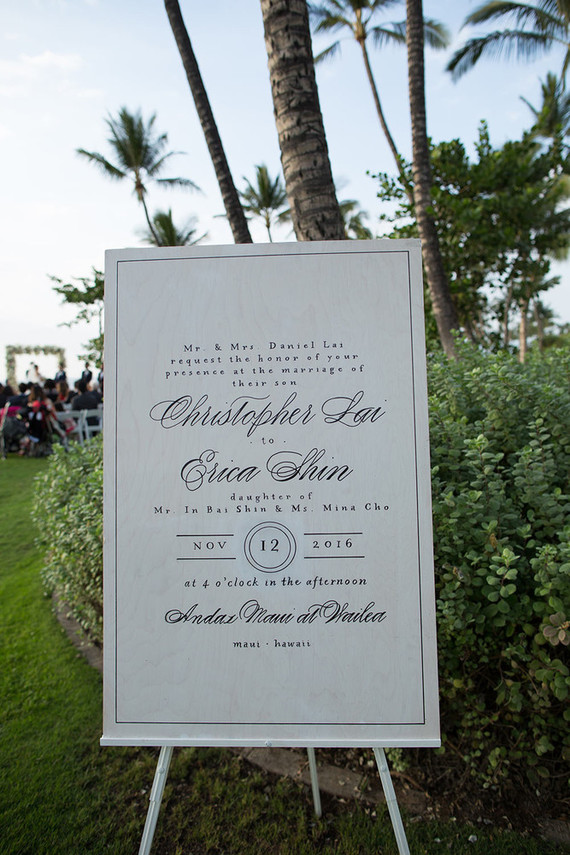 Mr. & Mrs. Daniel Lai
request the honor of your
presence at the marriage of
their son
Christopher Lai
· to ·
Erica Shin
daughter of
Mr. In Bai Shin & Ms. Mina Cho
NOV 12 2016
at 4 o'clock in the afternoon
Andaz Maui at Wailea
maui · hawaii